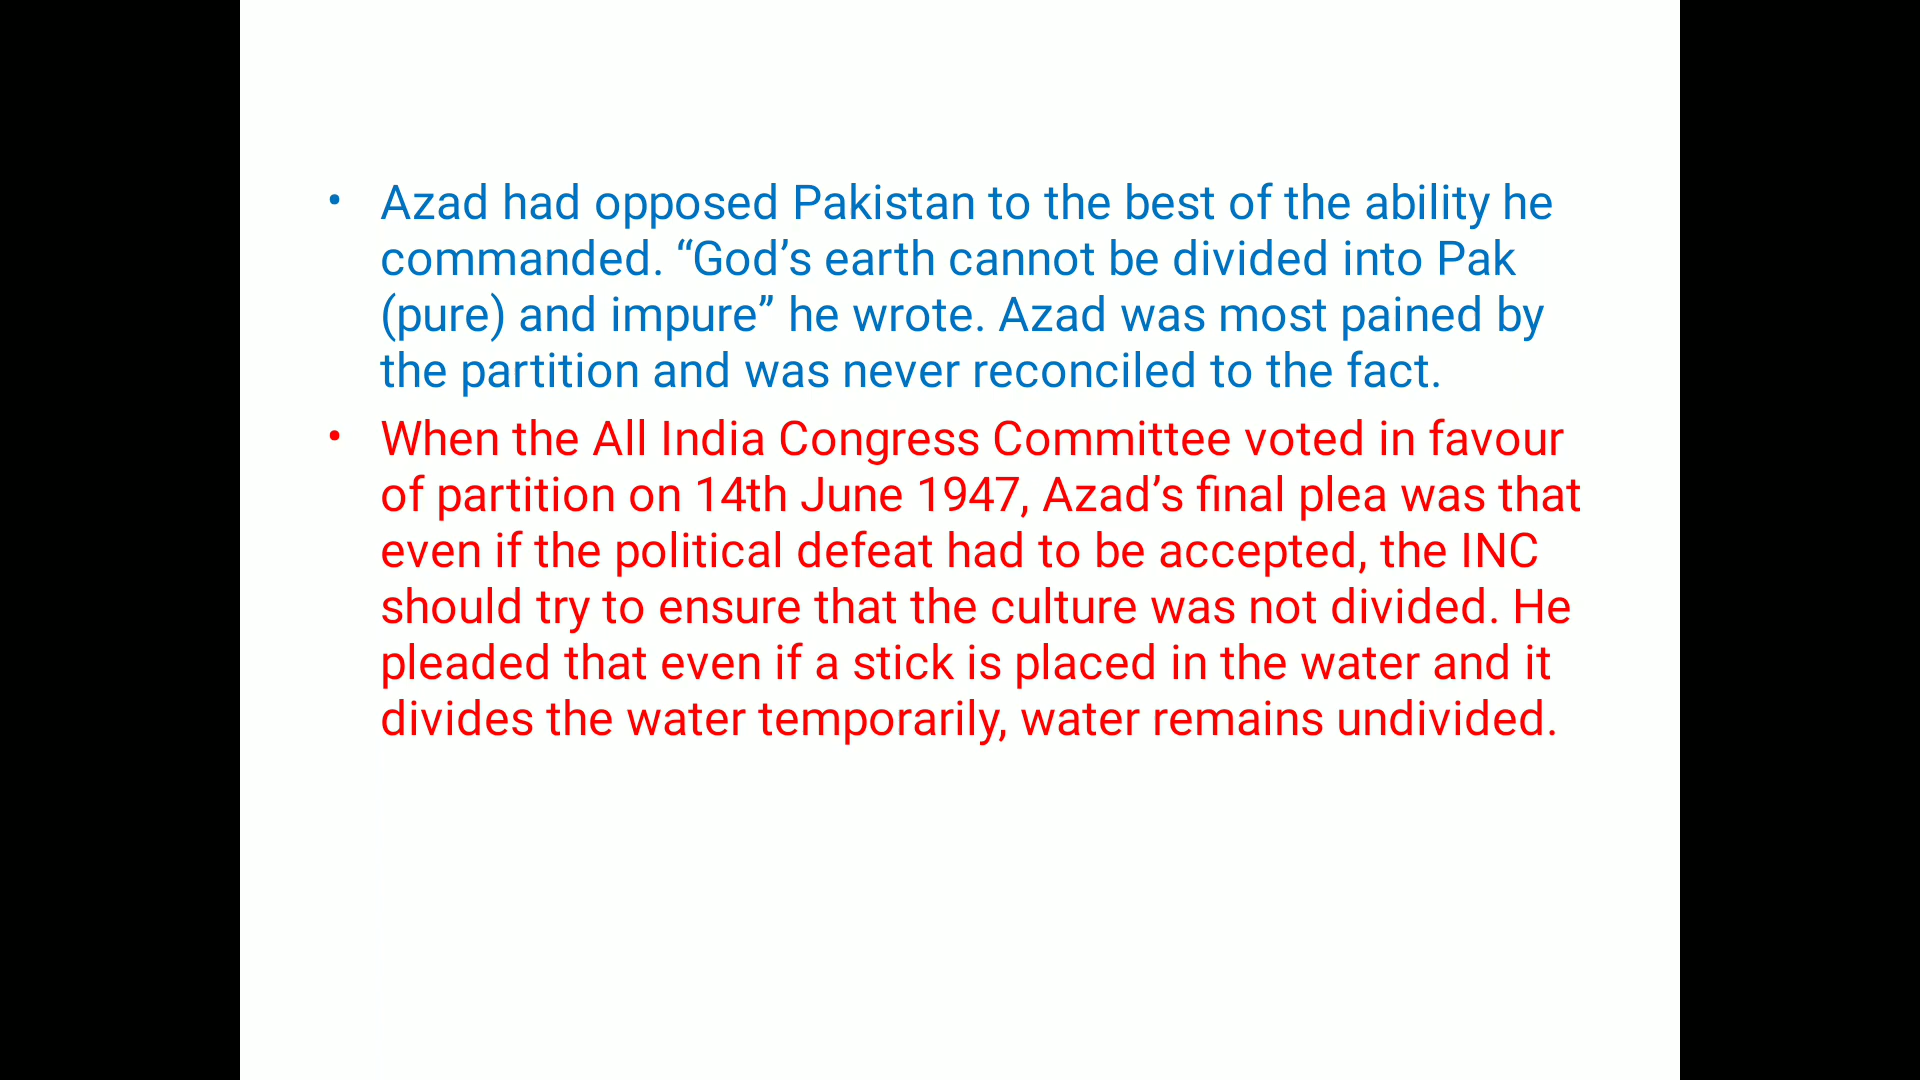 • Azad had opposed Pakistan to the best of the ability he
commanded. “God’s earth cannot be divided into Pak
(pure) and impure” he wrote. Azad was most pained by
the partition and was never reconciled to the fact.
• When the All India Congress Committee voted in favour
of partition on 14th June 1947, Azad’s final plea was that
even if the political defeat had to be accepted, the INC
should try to ensure that the culture was not divided. He
pleaded that even if a stick is placed in the water and it
divides the water temporarily, water remains undivided.